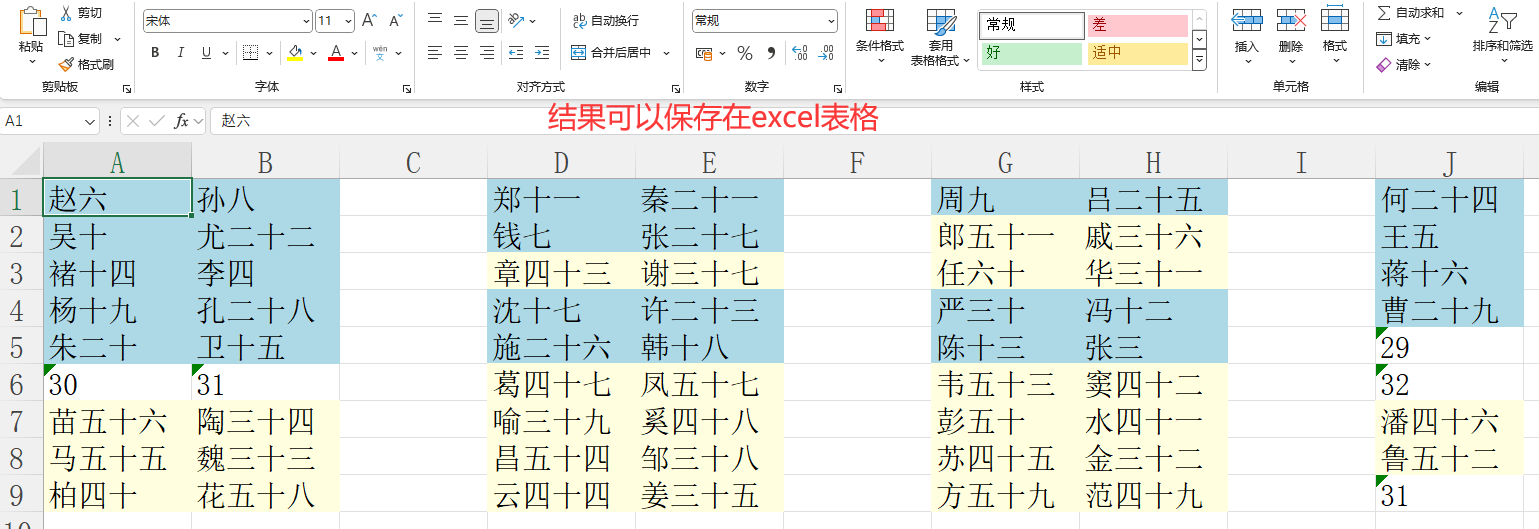 剪切
复制
格式刷
粘贴
剪贴板
宋体 11 A A
B I U A wén 文
字体
ab 自动换行
合并后居中
对齐方式
常规
% , .00 .00
数字
条件格式
套用
表格格式
常规 差
好 适中
样式
插入 删除 格式
单元格
自动求和
填充
清除
排序和筛选
编辑
A1 fx 赵六
结果可以保存在excel表格
A B C D E F G H I J
1 赵六 孙八 郑十一 秦二十一 周九 吕二十五 何二十四
2 吴十 尤二十二 钱七 张二十七 郎五十一 戚三十六 王五
3 褚十四 李四 章四十三 谢三十七 任六十 华三十一 蒋十六
4 杨十九 孔二十八 沈十七 许二十三 严三十 冯十二 曹二十九
5 朱二十 卫十五 施二十六 韩十八 陈十三 张三 29
6 30 31 葛四十七 凤五十七 韦五十三 窦四十二 32
7 苗五十六 陶三十四 喻三十九 奚四十八 彭五十 水四十一 潘四十六
8 马五十五 魏三十三 昌五十四 邹三十八 苏四十五 金三十二 鲁五十二
9 柏四十 花五十八 云四十四 姜三十五 方五十九 范四十九 31